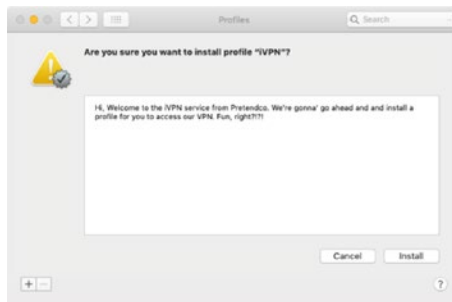 Profiles
Search
Are you sure you want to install profile "iVPN"?
Hi, Welcome to the iVPN service from Pretendco. We're gonna' go ahead and and install a
profile for you to access our VPN. Fun, right?!?!
Cancel
Install
+
−
?